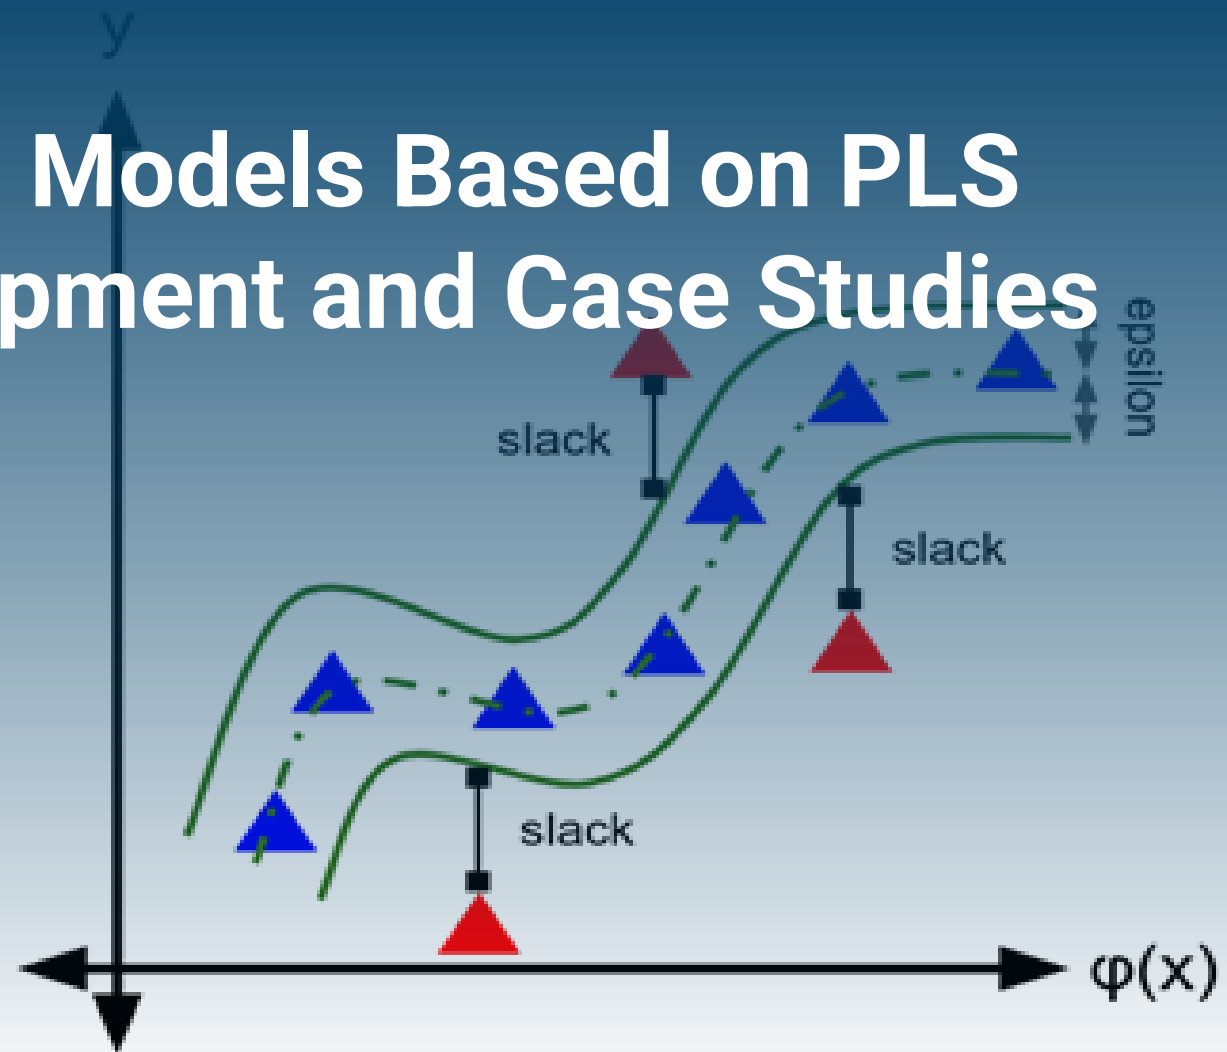 y
Models Based on PLS
pment and Case Studies
epsilon
slack
slack
slack
φ(x)